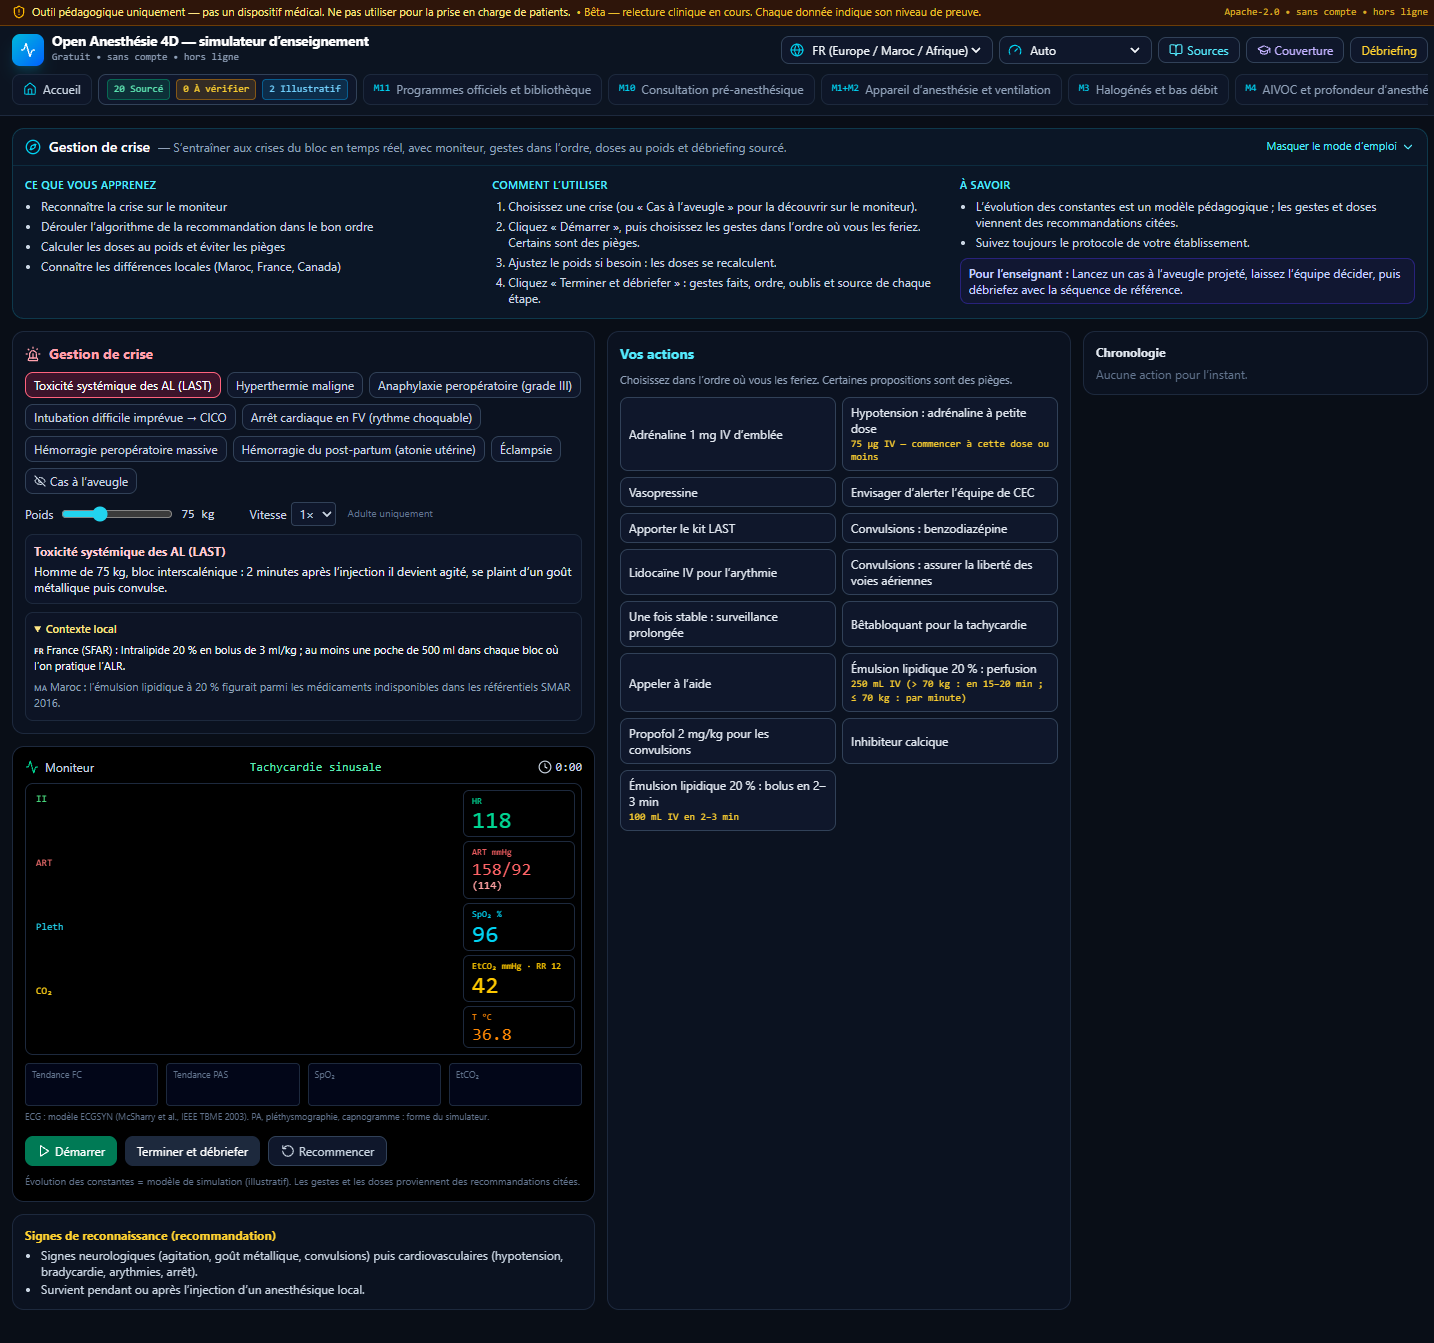 Outil pédagogique uniquement — pas un dispositif médical. Ne pas utiliser pour la prise en charge de patients. • Bêta — relecture clinique en cours. Chaque donnée indique son niveau de preuve.
Apache-2.0 • sans compte • hors ligne
Open Anesthésie 4D — simulateur d’enseignement
Gratuit • sans compte • hors ligne
FR (Europe / Maroc / Afrique)
Auto
Sources
Couverture
Débriefing
Accueil
20 Sourcé
0 À vérifier
2 Illustratif
M11 Programmes officiels et bibliothèque
M10 Consultation pré-anesthésique
M1+M2 Appareil d’anesthésie et ventilation
M3 Halogénés et bas débit
M4 AIVOC et profondeur d’anesthé
Gestion de crise — S’entraîner aux crises du bloc en temps réel, avec moniteur, gestes dans l’ordre, doses au poids et débriefing sourcé.
Masquer le mode d’emploi
CE QUE VOUS APPRENEZ
• Reconnaître la crise sur le moniteur
• Dérouler l’algorithme de la recommandation dans le bon ordre
• Calculer les doses au poids et éviter les pièges
• Connaître les différences locales (Maroc, France, Canada)
COMMENT L’UTILISER
1. Choisissez une crise (ou « Cas à l’aveugle » pour la découvrir sur le moniteur).
2. Cliquez « Démarrer », puis choisissez les gestes dans l’ordre où vous les feriez.
Certains sont des pièges.
3. Ajustez le poids si besoin : les doses se recalculent.
4. Cliquez « Terminer et débriefer » : gestes faits, ordre, oublis et source de chaque
étape.
À SAVOIR
• L’évolution des constantes est un modèle pédagogique ; les gestes et doses
viennent des recommandations citées.
• Suivez toujours le protocole de votre établissement.
Pour l’enseignant : Lancez un cas à l’aveugle projeté, laissez l’équipe décider, puis
débriefez avec la séquence de référence.
Gestion de crise
Toxicité systémique des AL (LAST)
Hyperthermie maligne
Anaphylaxie peropératoire (grade III)
Intubation difficile imprévue → CICO
Arrêt cardiaque en FV (rythme choquable)
Hémorragie peropératoire massive
Hémorragie du post-partum (atonie utérine)
Éclampsie
Cas à l’aveugle
Poids
75 kg
Vitesse
1×
Adulte uniquement
Toxicité systémique des AL (LAST)
Homme de 75 kg, bloc interscalénique : 2 minutes après l’injection il devient agité, se plaint d’un goût
métallique puis convulse.
▼ Contexte local
FR France (SFAR) : Intralipide 20 % en bolus de 3 ml/kg ; au moins une poche de 500 ml dans chaque bloc où
l’on pratique l’ALR.
MA Maroc : l’émulsion lipidique à 20 % figurait parmi les médicaments indisponibles dans les référentiels SMAR
2016.
Moniteur
Tachycardie sinusale
0:00
II
HR
118
ART
ART mmHg
158/92
(114)
Pleth
SpO₂ %
96
CO₂
EtCO₂ mmHg · RR 12
42
T °C
36.8
Tendance FC
Tendance PAS
SpO₂
EtCO₂
ECG : modèle ECGSYN (McSharry et al., IEEE TBME 2003). PA, pléthysmographie, capnogramme : forme du simulateur.
Démarrer
Terminer et débriefer
Recommencer
Évolution des constantes = modèle de simulation (illustratif). Les gestes et les doses proviennent des recommandations citées.
Signes de reconnaissance (recommandation)
• Signes neurologiques (agitation, goût métallique, convulsions) puis cardiovasculaires (hypotension,
bradycardie, arythmies, arrêt).
• Survient pendant ou après l’injection d’un anesthésique local.
Vos actions
Choisissez dans l’ordre où vous les feriez. Certaines propositions sont des pièges.
Adrénaline 1 mg IV d’emblée
Hypotension : adrénaline à petite
dose
75 µg IV — commencer à cette dose ou
moins
Vasopressine
Envisager d’alerter l’équipe de CEC
Apporter le kit LAST
Convulsions : benzodiazépine
Lidocaïne IV pour l’arythmie
Convulsions : assurer la liberté des
voies aériennes
Une fois stable : surveillance
prolongée
Bêtabloquant pour la tachycardie
Appeler à l’aide
Émulsion lipidique 20 % : perfusion
250 mL IV (> 70 kg : en 15–20 min ;
≤ 70 kg : par minute)
Propofol 2 mg/kg pour les
convulsions
Inhibiteur calcique
Émulsion lipidique 20 % : bolus en 2–
3 min
100 mL IV en 2–3 min
Chronologie
Aucune action pour l’instant.